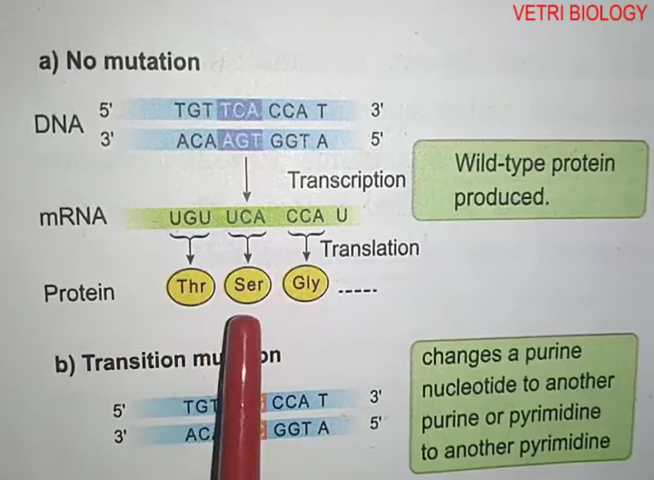 VETRI BIOLOGY
a) No mutation
5' TGT TCA CCA T 3'
DNA
3' ACA AGT GGT A 5'
Transcription
Wild-type protein
produced.
mRNA UGU UCA CCA U
Translation
Protein Thr Ser Gly -----
b) Transition mu on
5' TGT CCA T 3'
3' AC GGT A 5'
changes a purine
nucleotide to another
purine or pyrimidine
to another pyrimidine